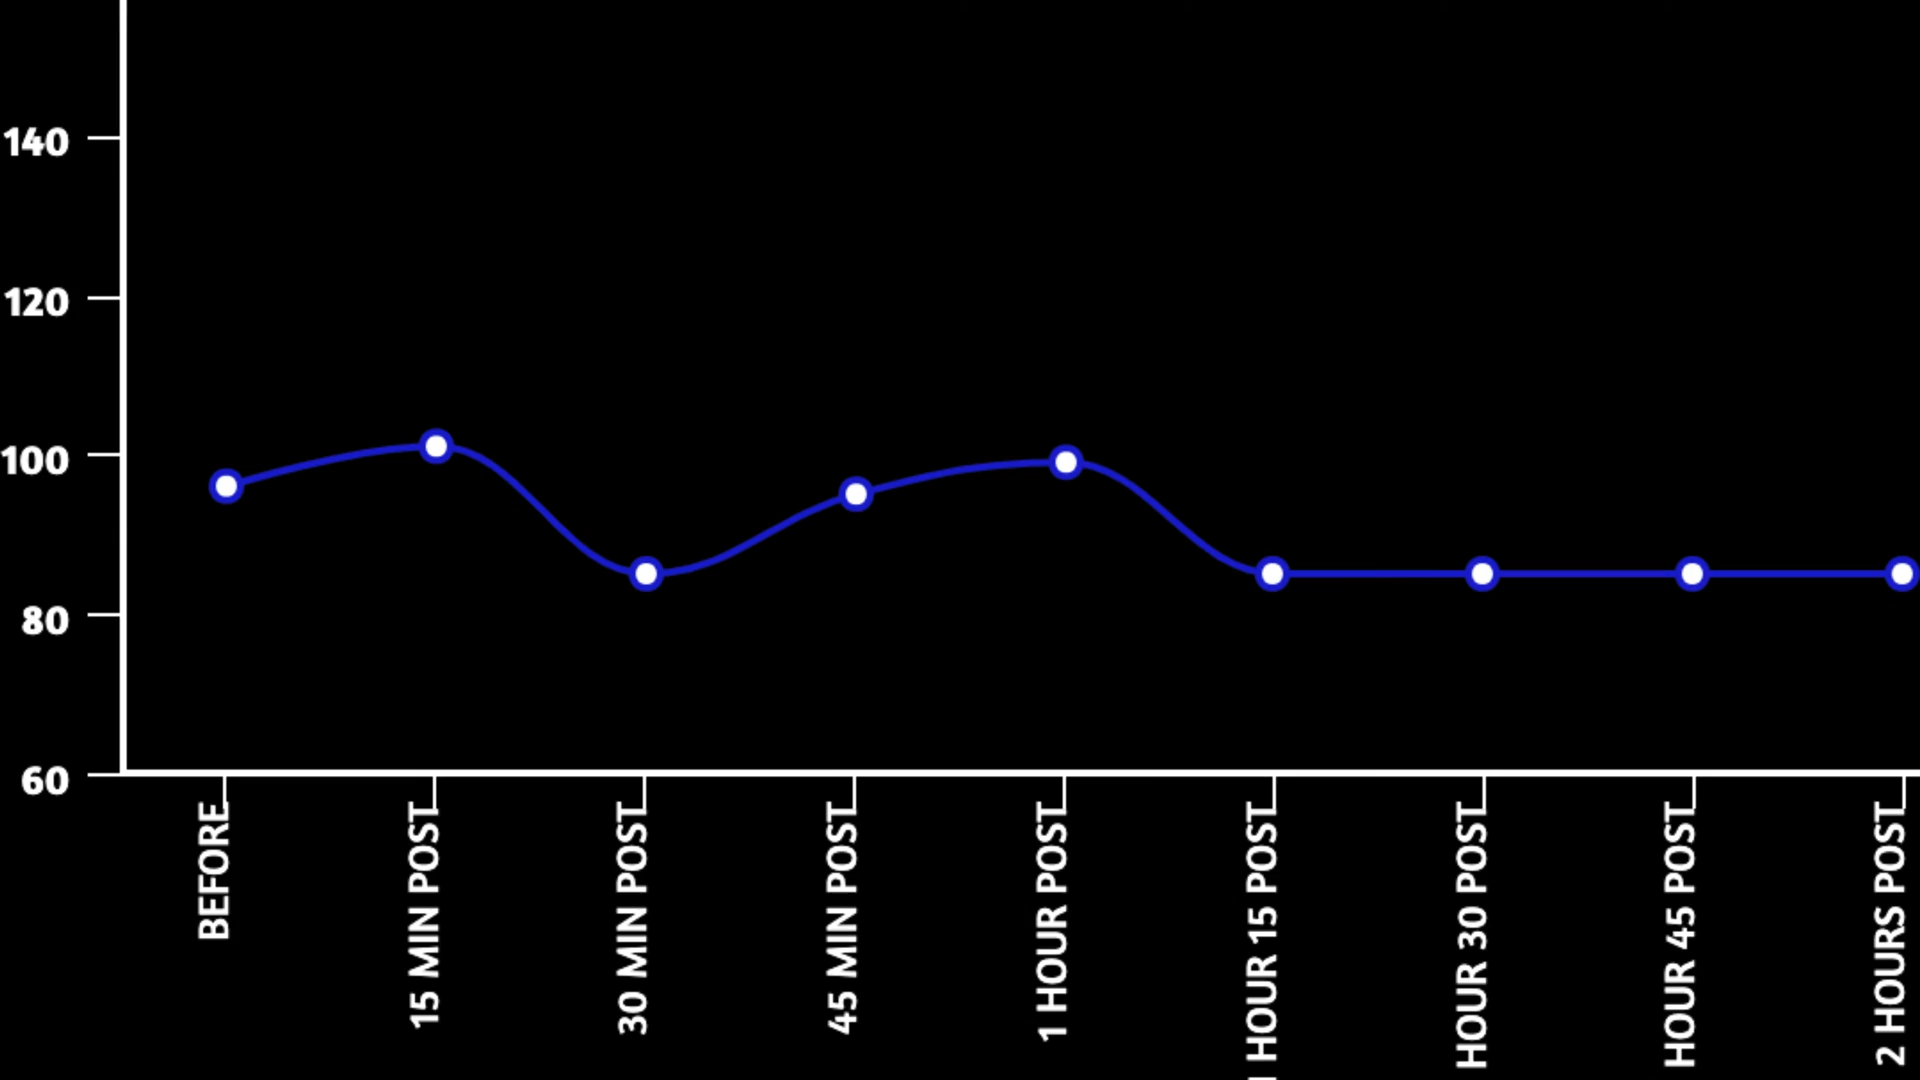 140
120
100
80
60
BEFORE
15 MIN POST
30 MIN POST
45 MIN POST
1 HOUR POST
1 HOUR 15 POST
HOUR 30 POST
HOUR 45 POST
2 HOURS POST